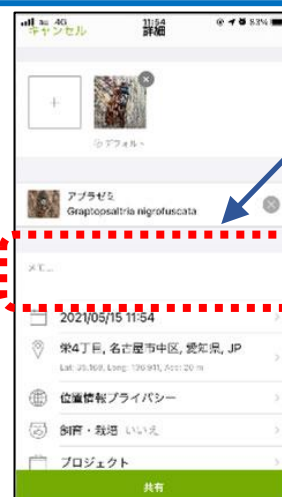 au 4G 11:54 83%
キャンセル 詳細
デフォルト
アブラゼミ
Graptopsaltria nigrofuscata
メモ...
2021/05/15 11:54
栄4丁目, 名古屋市中区, 愛知県, JP
位置情報プライバシー
飼育・栽培 いいえ
プロジェクト
共有